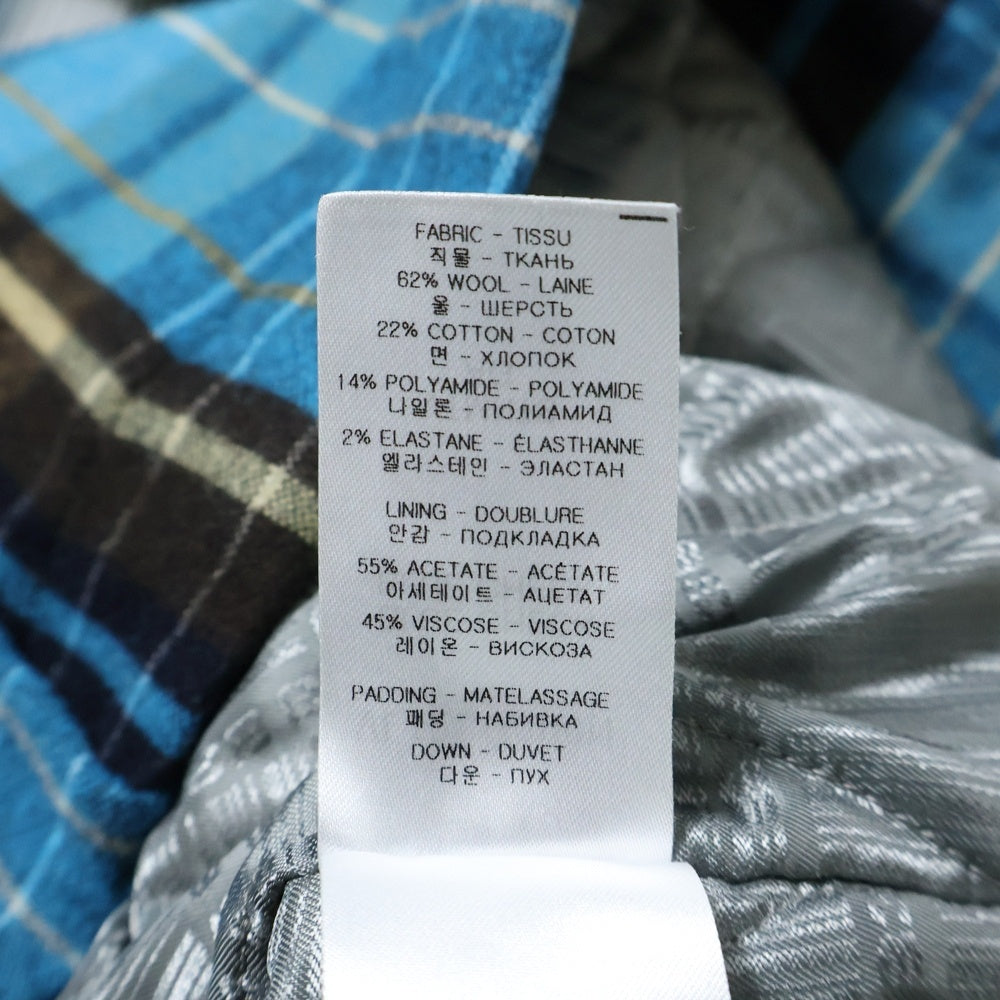 FABRIC - TISSU
직물 - ТКАНЬ
62% WOOL - LAINE
울 - ШЕРСТЬ
22% COTTON - COTON
면 - ХЛОПОК
14% POLYAMIDE - POLYAMIDE
나일론 - ПОЛИАМИД
2% ELASTANE - ÉLASTHANNE
엘라스테인 - ЭЛАСТАН
LINING - DOUBLURE
안감 - ПОДКЛАДКА
55% ACETATE - ACÉTATE
아세테이트 - АЦЕТАТ
45% VISCOSE - VISCOSE
레이온 - ВИСКОЗА
PADDING - MATELASSAGE
패딩 - НАБИВКА
DOWN - DUVET
다운 - ПУХ